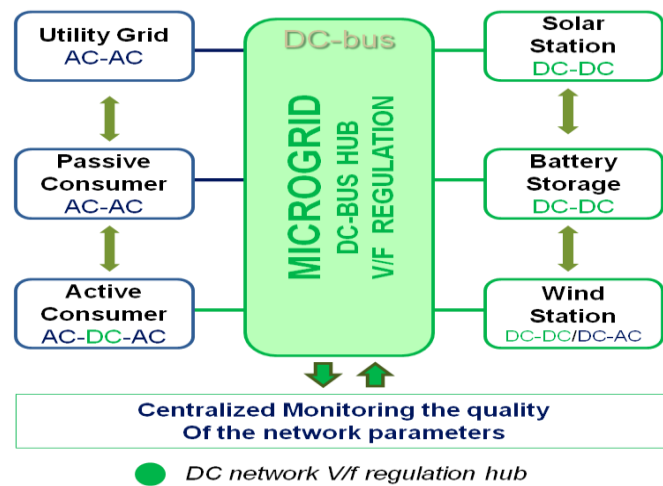 Utility Grid
AC-AC
Passive
Consumer
AC-AC
Active
Consumer
AC-DC-AC
DC-bus
MICROGRID
DC-BUS HUB
V/F REGULATION
Solar
Station
DC-DC
Battery
Storage
DC-DC
Wind
Station
DC-DC/DC-AC
Centralized Monitoring the quality
Of the network parameters
DC network V/f regulation hub